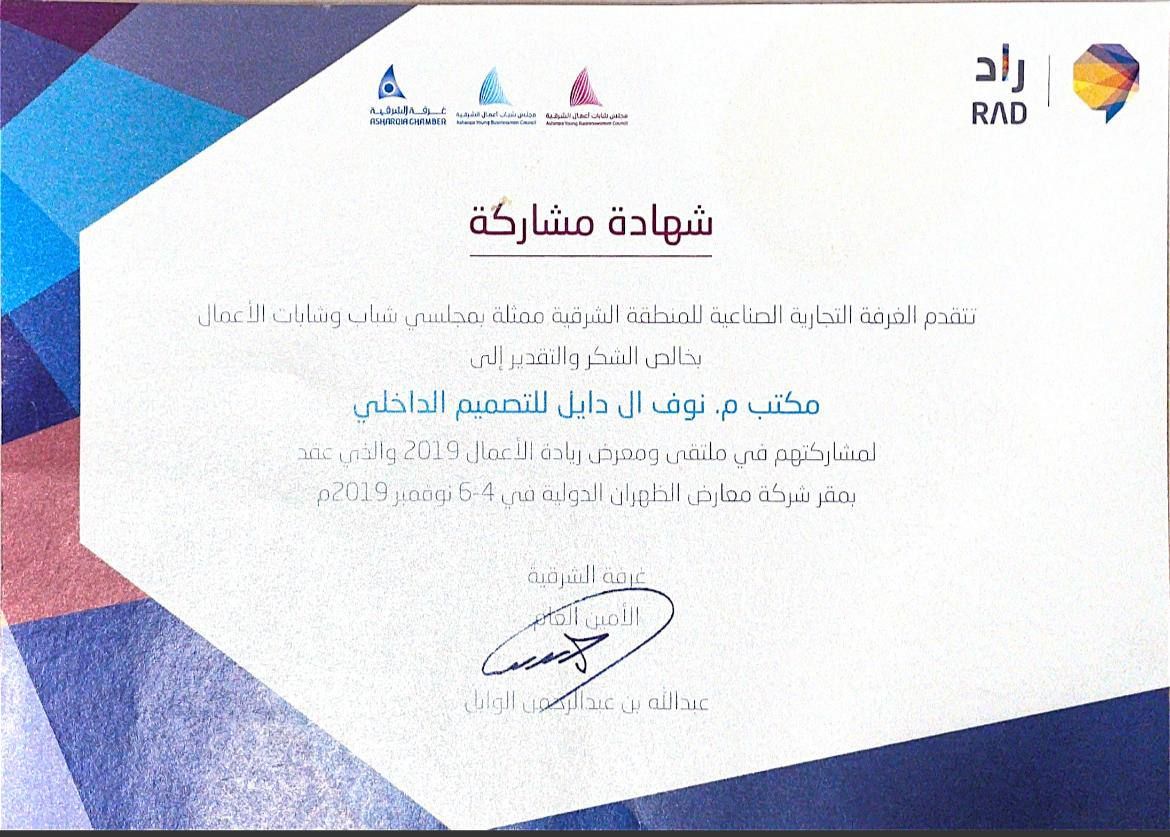 راد
RAD
غرفة الشرقية
ASHARQIA CHAMBER
مجلس شباب أعمال الشرقية
Asharqia Young Businessmen Council
مجلس شابات أعمال الشرقية
Asharqia Young Businesswomen Council
شهادة مشاركة
تتقدم الغرفة التجارية الصناعية للمنطقة الشرقية ممثلة بمجلسي شباب وشابات الأعمال
بخالص الشكر والتقدير إلى
مكتب م. نوف ال دايل للتصميم الداخلي
لمشاركتهم في ملتقى ومعرض ريادة الأعمال 2019 والذي عقد
بمقر شركة معارض الظهران الدولية في 4-6 نوفمبر 2019م
غرفة الشرقية
الأمين العام
عبدالله بن عبدالرحمن الوابل